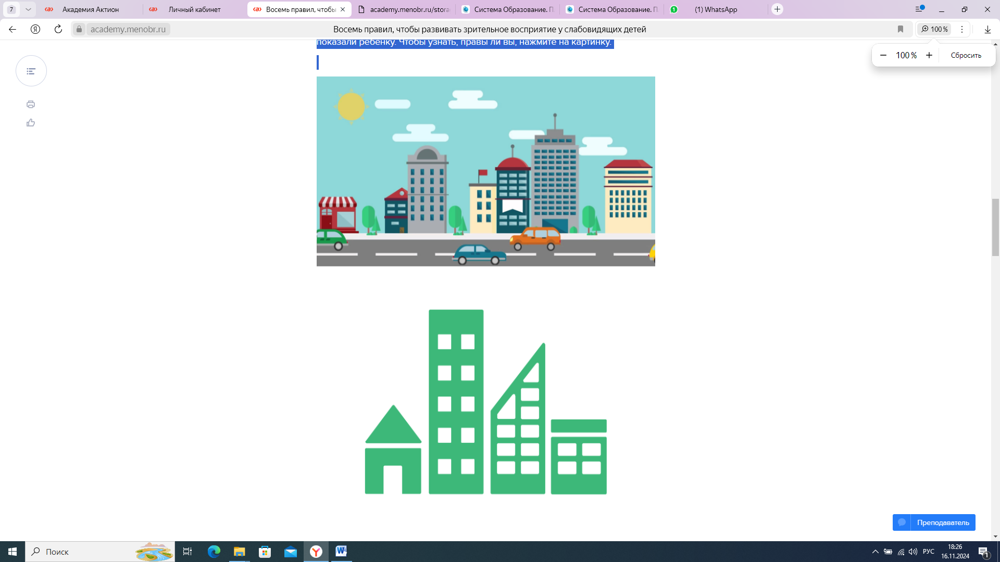 7
Академия Актион
Личный кабинет
Восемь правил, чтобы
academy.menobr.ru/stora
Система Образование. П
Система Образование. П
1
(1) WhatsApp
academy.menobr.ru
Восемь правил, чтобы развивать зрительное восприятие у слабовидящих детей
100 %
показали ребенку. Чтобы узнать, правы ли вы, нажмите на картинку.
100 %
Сбросить
Преподаватель
Поиск
РУС
18:26
16.11.2024
1